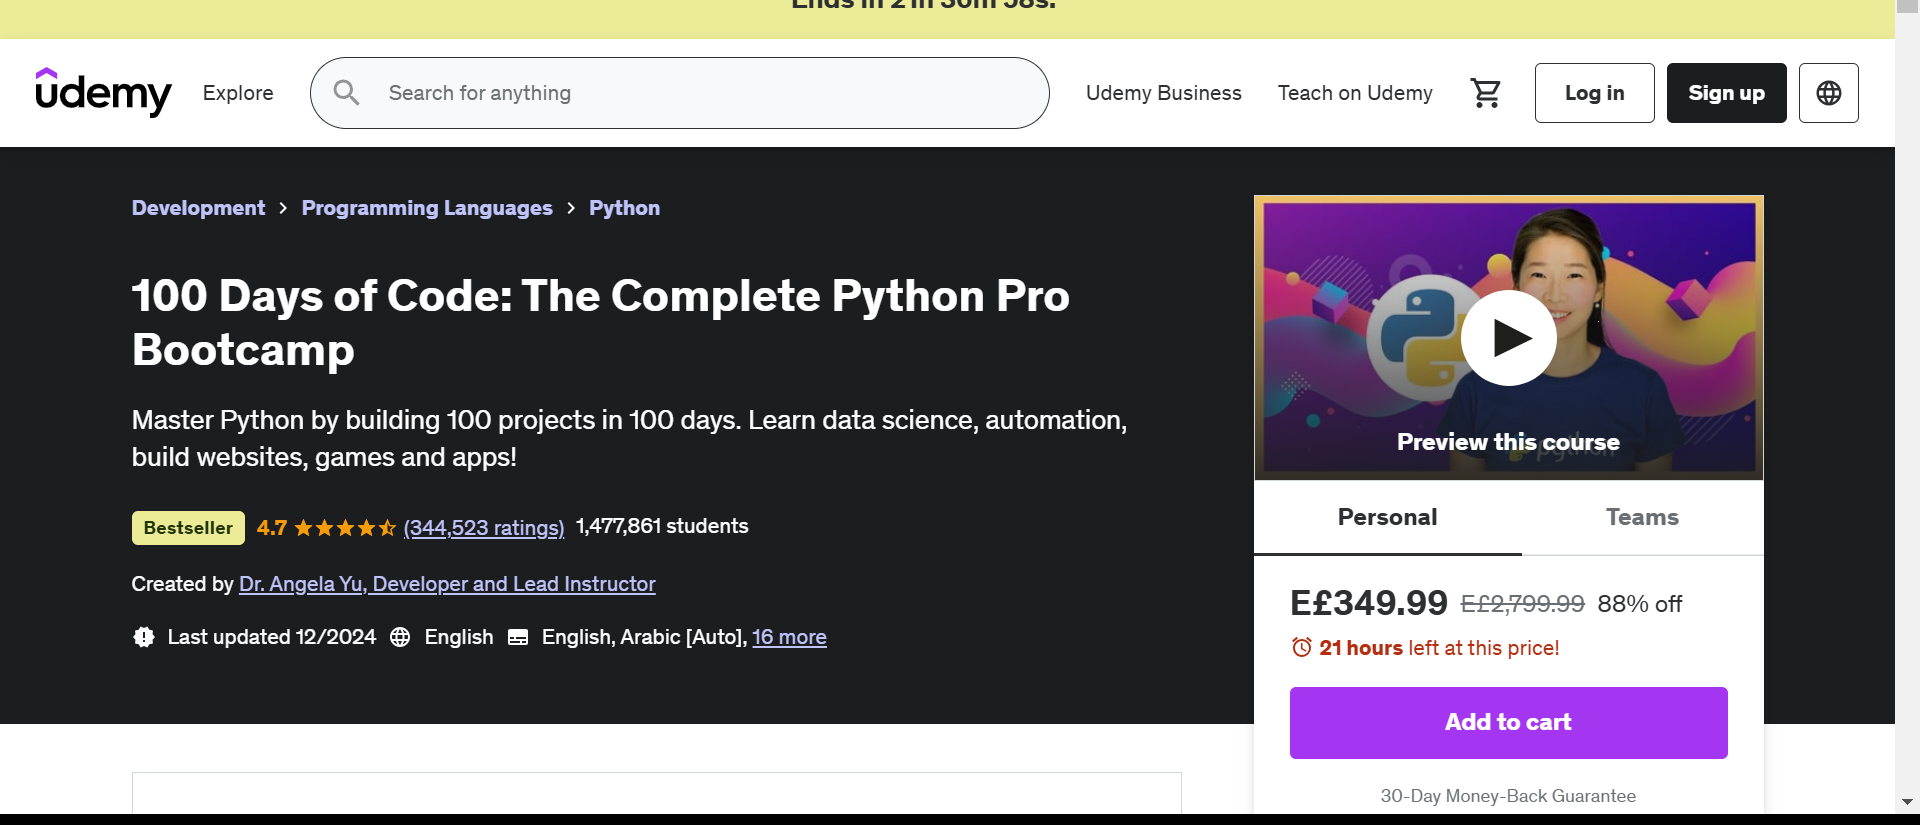 Ends in 21h 36m 58s.
udemy
Explore
Search for anything
Udemy Business
Teach on Udemy
Log in
Sign up
Development > Programming Languages > Python
100 Days of Code: The Complete Python Pro
Bootcamp
Master Python by building 100 projects in 100 days. Learn data science, automation,
build websites, games and apps!
Bestseller 4.7 (344,523 ratings) 1,477,861 students
Created by Dr. Angela Yu, Developer and Lead Instructor
Last updated 12/2024 English English, Arabic [Auto], 16 more
Preview this course
python
Personal
Teams
E£349.99 E£2,799.99 88% off
21 hours left at this price!
Add to cart
30-Day Money-Back Guarantee